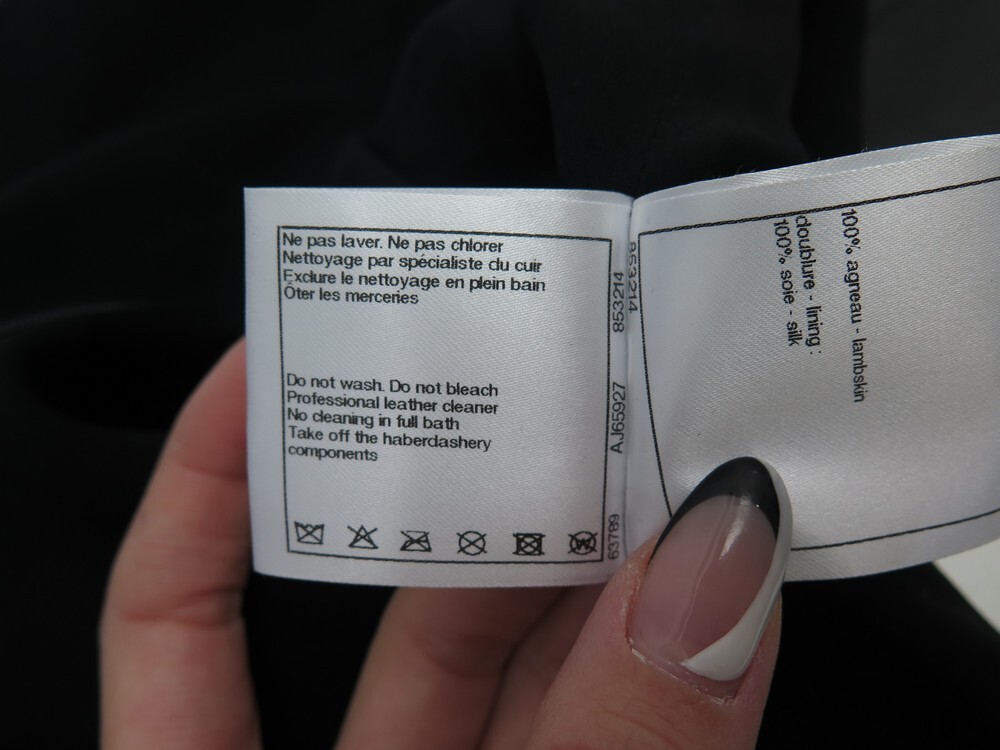 Ne pas laver. Ne pas chlorer
Nettoyage par spécialiste du cuir
Exclure le nettoyage en plein bain
Ôter les merceries
Do not wash. Do not bleach
Professional leather cleaner
No cleaning in full bath
Take off the haberdashery
components
W
63789 AJ65927 853214
853214
100% agneau - lambskin
doublure - lining :
100% soie - silk